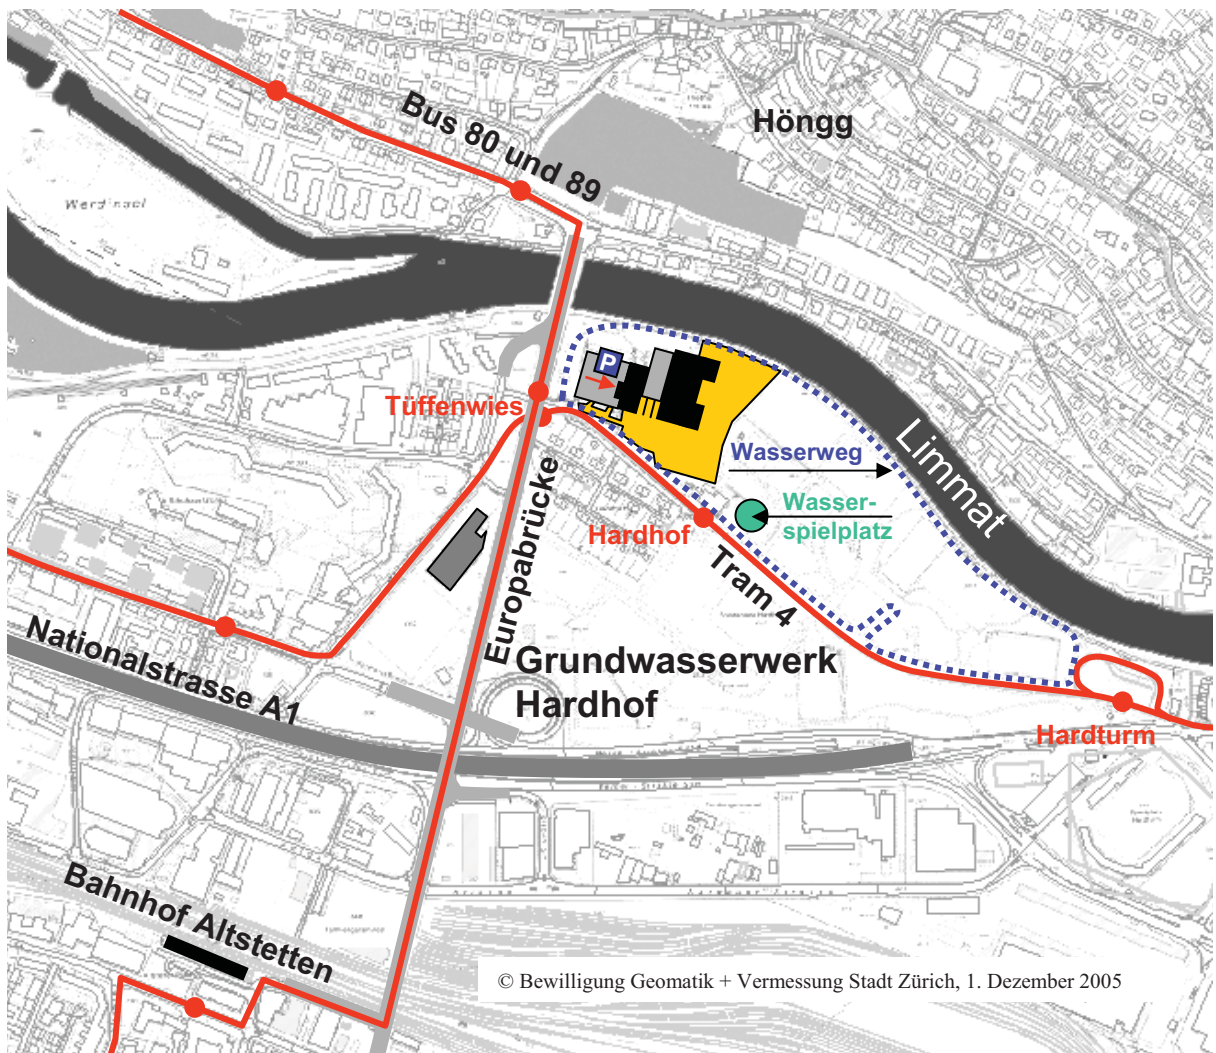 Höngg
Bus 80 und 89
Werdinsel
P
Tüffenwies
Limmat
Wasserweg
Wasser-
spielplatz
Hardhof
Tram 4
Europabrücke
Nationalstrasse A1
Grundwasserwerk
Hardhof
Hardturm
Bahnhof Altstetten
© Bewilligung Geomatik + Vermessung Stadt Zürich, 1. Dezember 2005